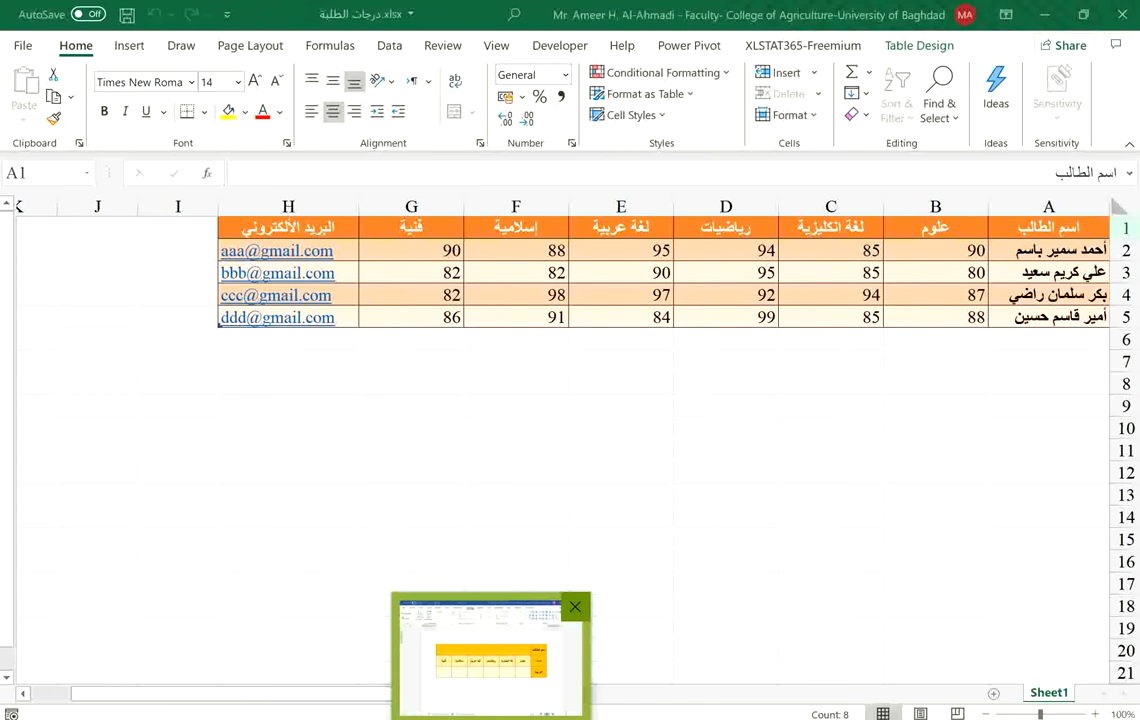 AutoSave Off درجات الطلبة.xlsx Mr. Ameer H. Al-Ahmadi - Faculty- College of Agriculture-University of Baghdad MA
File Home Insert Draw Page Layout Formulas Data Review View Developer Help Power Pivot XLSTAT365-Freemium Table Design Share
Paste Times New Roma 14 General Conditional Formatting Insert Sort & Filter Find & Select Ideas Sensitivity
Format as Table Delete
Cell Styles Format
Clipboard Font Alignment Number Styles Cells Editing Ideas Sensitivity
A1 fx اسم الطالب
K J I H G F E D C B A
1 اسم الطالب علوم لغة انكليزية رياضيات لغة عربية إسلامية فنية البريد الألكتروني
2 أحمد سمير باسم 90 85 94 95 88 90 aaa@gmail.com
3 علي كريم سعيد 80 85 95 90 82 82 bbb@gmail.com
4 بكر سلمان راضي 87 94 92 97 98 82 ccc@gmail.com
5 أمير قاسم حسين 88 85 99 84 91 86 ddd@gmail.com
6
7
8
9
10
11
12
13
14
15
16
17
18
19
20
21
Sheet1
Count: 8 100%